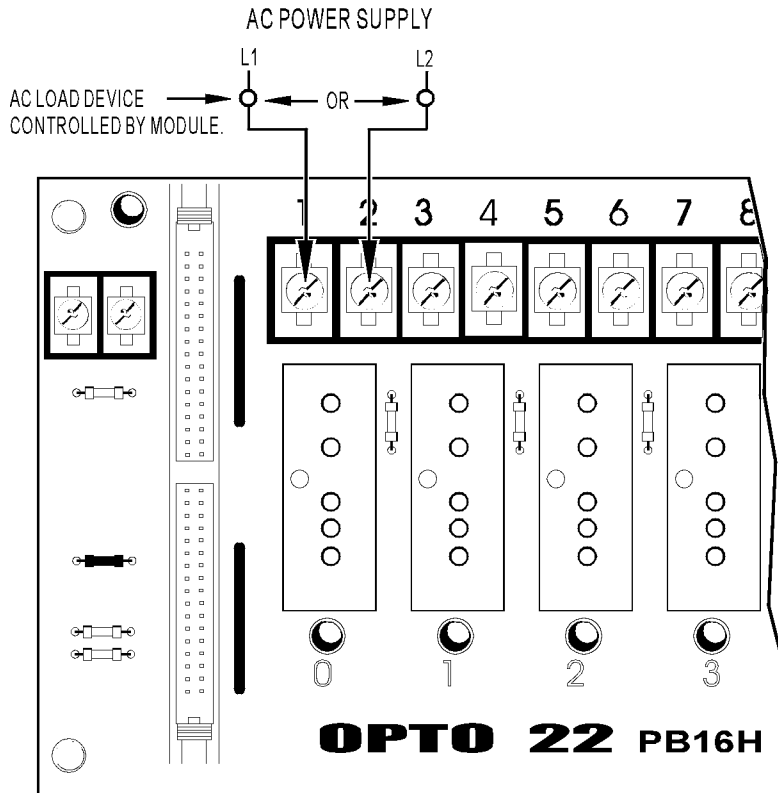 AC POWER SUPPLY
L1 L2
AC LOAD DEVICE OR
CONTROLLED BY MODULE.
1 2 3 4 5 6 7 8
0 1 2 3
OPTO 22 PB16H